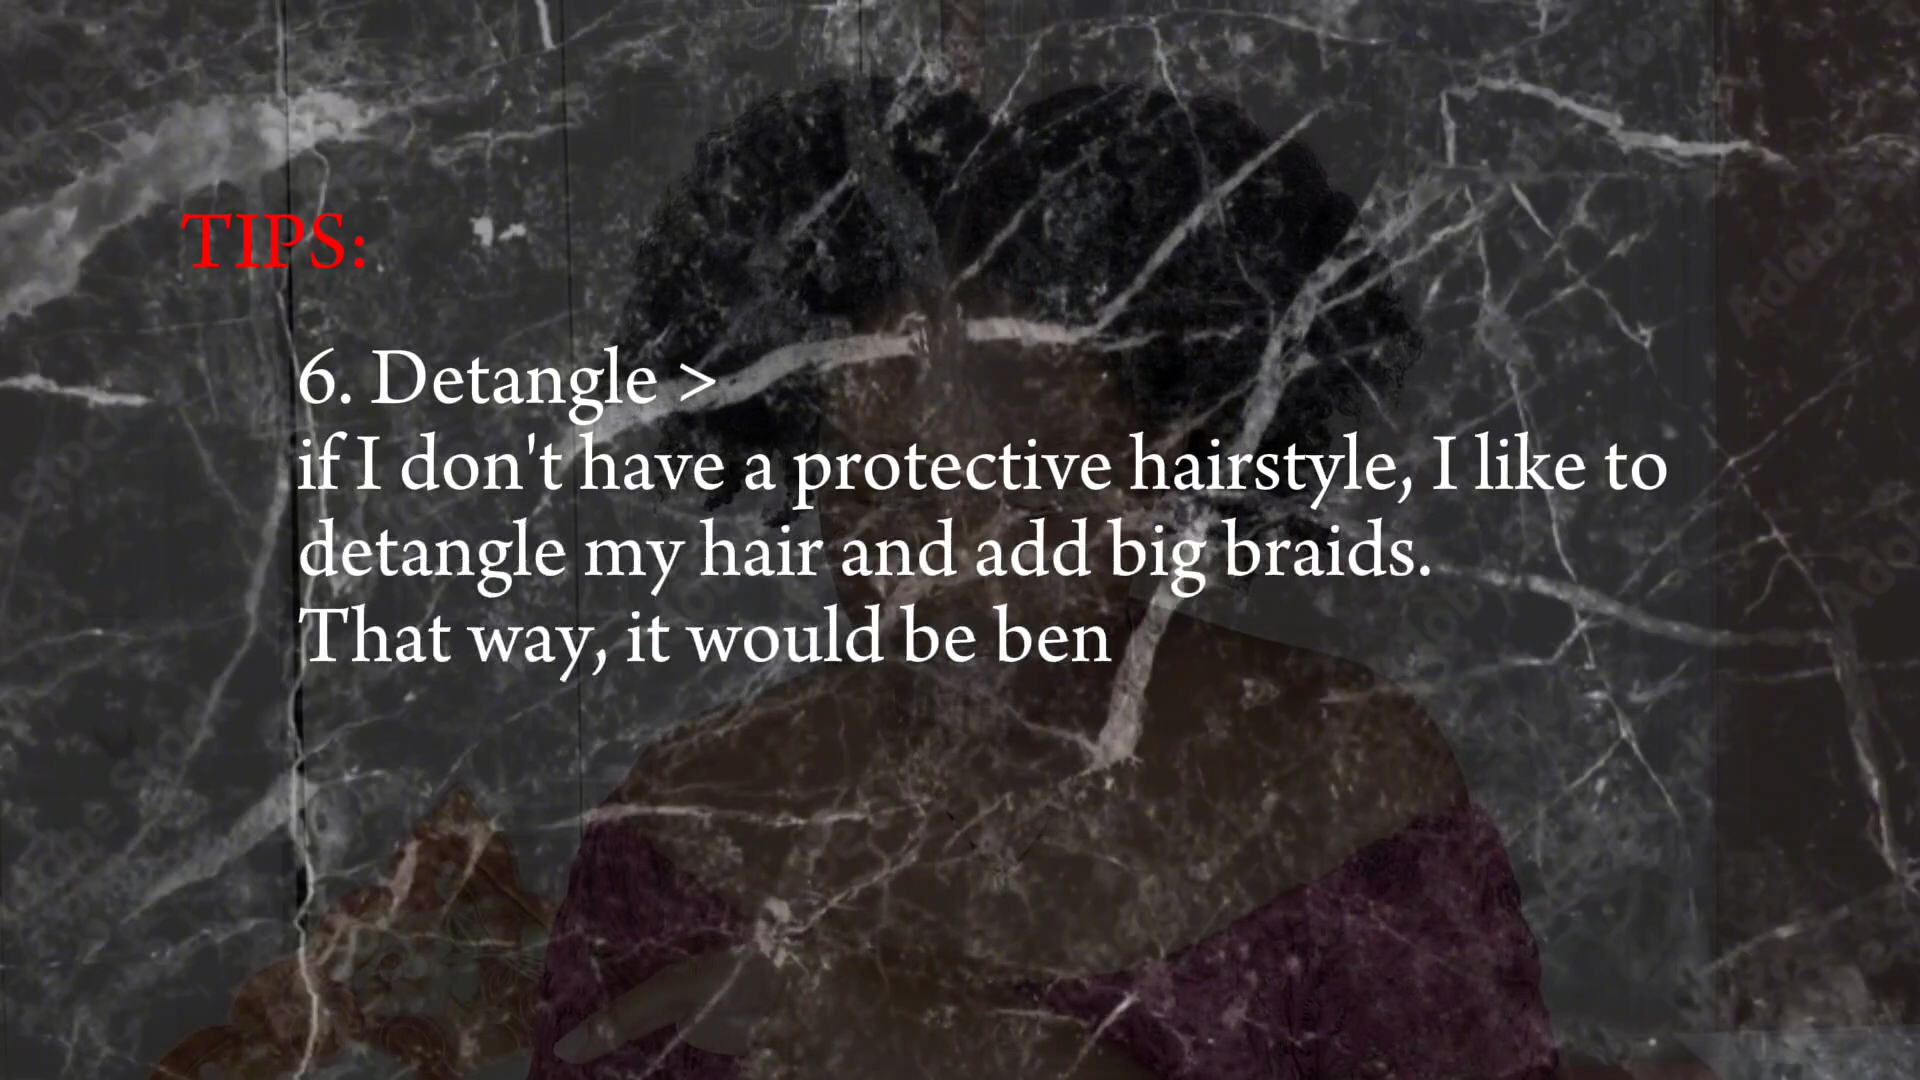 TIPS:
6. Detangle >
if I don't have a protective hairstyle, I like to
detangle my hair and add big braids.
That way, it would be ben